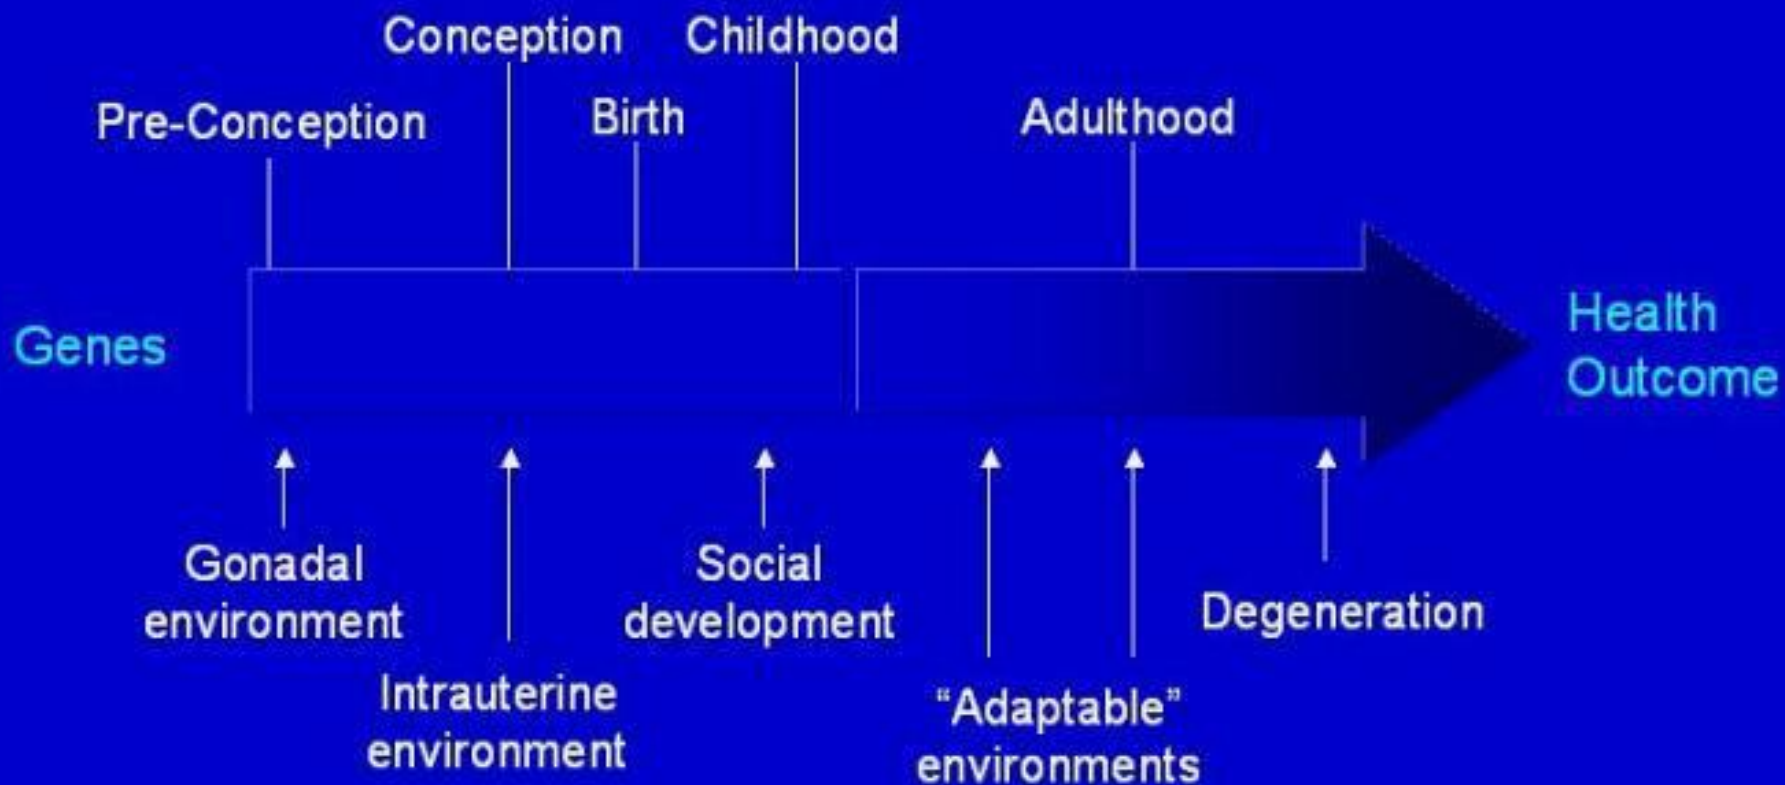 Conception
Childhood
Pre-Conception
Birth
Adulthood
Genes
Health
Outcome
Gonadal
environment
Social
development
Degeneration
Intrauterine
environment
“Adaptable”
environments